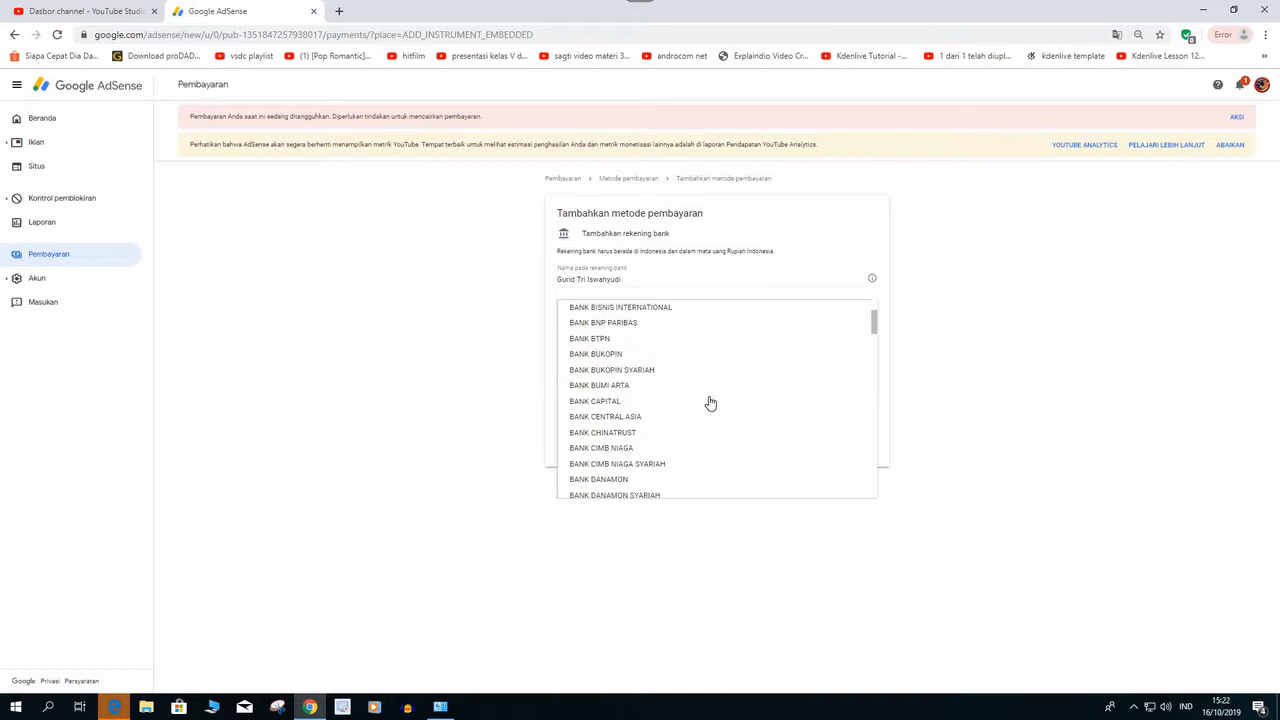 Dasbor channel - YouTube Studio
Google AdSense
google.com/adsense/new/u/0/pub-1351847257938017/payments/?place=ADD_INSTRUMENT_EMBEDDED
Error
Siapa Cepat Dia Da...
Download proDAD...
vsdc playlist
(1) [Pop Romantic]...
hitfilm
presentasi kelas V d...
sagti video materi 3...
androcom net
Explaindio Video Cr...
Kdenlive Tutorial -...
1 dari 1 telah diupl...
kdenlive template
Kdenlive Lesson 12...
Google AdSense
Pembayaran
1
Beranda
Iklan
Situs
Kontrol pemblokiran
Laporan
Pembayaran
Akun
Masukan
Pembayaran Anda saat ini sedang ditangguhkan. Diperlukan tindakan untuk mencairkan pembayaran.
AKSI
Perhatikan bahwa AdSense akan segera berhenti menampilkan metrik YouTube. Tempat terbaik untuk melihat estimasi penghasilan Anda dan metrik monetisasi lainnya adalah di laporan Pendapatan YouTube Analytics.
YOUTUBE ANALYTICS
PELAJARI LEBIH LANJUT
ABAIKAN
Pembayaran > Metode pembayaran > Tambahkan metode pembayaran
Tambahkan metode pembayaran
Tambahkan rekening bank
Rekening bank harus berada di Indonesia dan dalam mata uang Rupiah Indonesia
Nama pada rekening bank
Gurid Tri Iswahyudi
BANK BISNIS INTERNATIONAL
BANK BNP PARIBAS
BANK BTPN
BANK BUKOPIN
BANK BUKOPIN SYARIAH
BANK BUMI ARTA
BANK CAPITAL
BANK CENTRAL ASIA
BANK CHINATRUST
BANK CIMB NIAGA
BANK CIMB NIAGA SYARIAH
BANK DANAMON
BANK DANAMON SYARIAH
Google Privasi Persyaratan
IND
15:22
16/10/2019
4